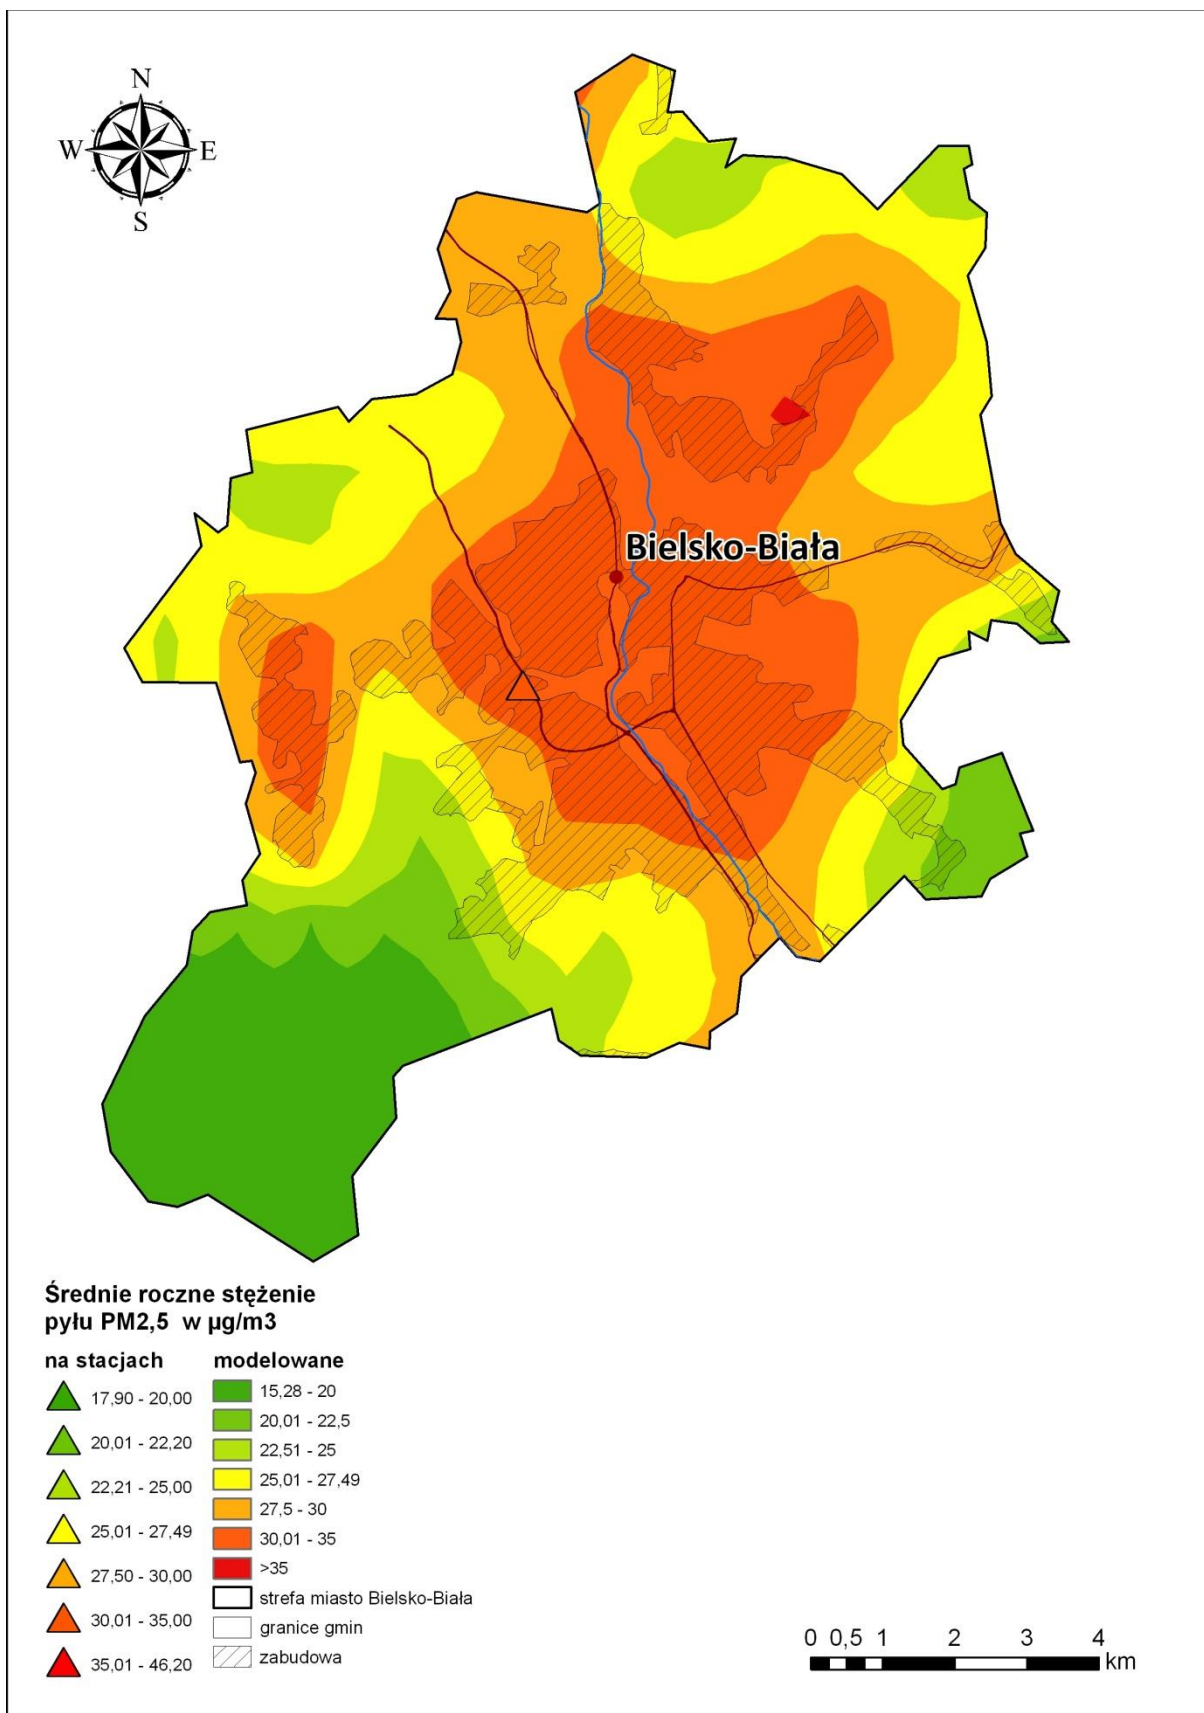 N
W E
S
Bielsko-Biała
Średnie roczne stężenie
pyłu PM2,5 w µg/m3
na stacjach
17,90 - 20,00
20,01 - 22,20
22,21 - 25,00
25,01 - 27,49
27,50 - 30,00
30,01 - 35,00
35,01 - 46,20
modelowane
15,28 - 20
20,01 - 22,5
22,51 - 25
25,01 - 27,49
27,5 - 30
30,01 - 35
>35
strefa miasto Bielsko-Biała
granice gmin
zabudowa
0 0,5 1 2 3 4
km